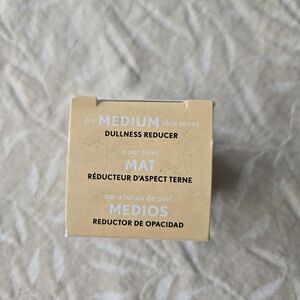 for MEDIUM skin tones
DULLNESS REDUCER
pour teint
MAT
RÉDUCTEUR D'ASPECT TERNE
para tonos de piel
MEDIOS
REDUCTOR DE OPACIDAD